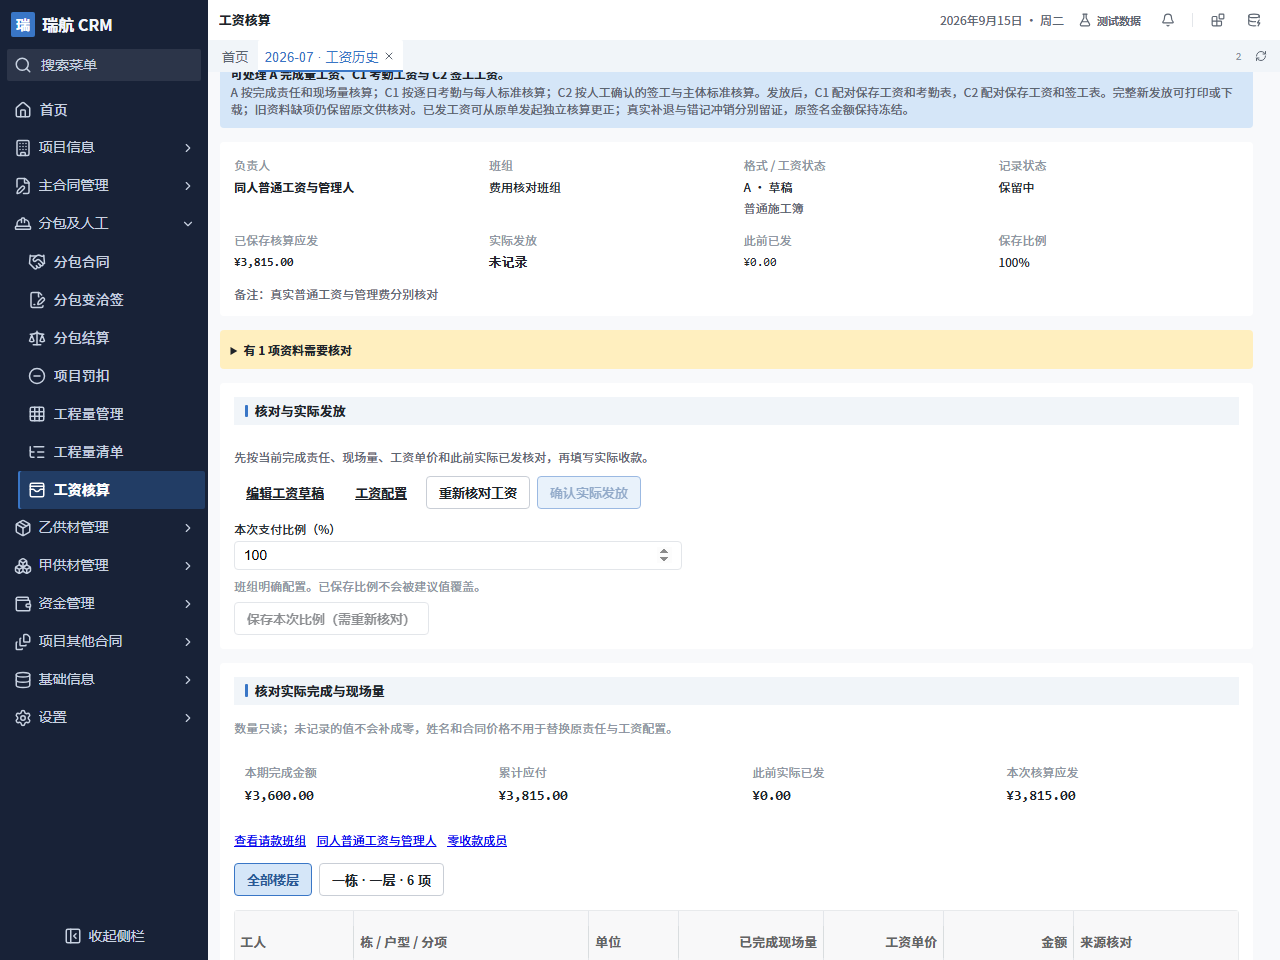 瑞 瑞航 CRM
搜索菜单
首页
项目信息
主合同管理
分包及人工
分包合同
分包变洽签
分包结算
项目罚扣
工程量管理
工程量清单
工资核算
乙供材管理
甲供材管理
资金管理
项目其他合同
基础信息
设置
收起侧栏
工资核算
2026年9月15日 · 周二 测试数据
首页 2026-07 · 工资历史 × 2
可处理 A 完成量工资、C1 考勤工资与 C2 签工工资。
A 按完成责任和现场量核算；C1 按逐日考勤与每人标准核算；C2 按人工确认的签工与主体标准核算。发放后，C1 配对保存工资和考勤表，C2 配对保存工资和签工表。完整新发放可打印或下
载；旧资料缺项仍保留原文供核对。已发工资可从原单发起独立核算更正；真实补退与错记冲销分别留证，原签名金额保持冻结。
负责人 班组 格式 / 工资状态 记录状态
同人普通工资与管理人 费用核对班组 A · 草稿 保留中
普通施工簿
已保存核算应发 实际发放 此前已发 保存比例
¥3,815.00 未记录 ¥0.00 100%
备注：真实普通工资与管理费分别核对
▶ 有 1 项资料需要核对
核对与实际发放
先按当前完成责任、现场量、工资单价和此前实际已发核对，再填写实际收款。
编辑工资草稿 工资配置 重新核对工资 确认实际发放
本次支付比例（%）
100
班组明确配置。已保存比例不会被建议值覆盖。
保存本次比例（需重新核对）
核对实际完成与现场量
数量只读；未记录的值不会补成零，姓名和合同价格不用于替换原责任与工资配置。
本期完成金额 累计应付 此前实际已发 本次核算应发
¥3,600.00 ¥3,815.00 ¥0.00 ¥3,815.00
查看请款班组 同人普通工资与管理人 零收款成员
全部楼层 一栋 · 一层 · 6 项
工人 栋 / 户型 / 分项 单位 已完成现场量 工资单价 金额 来源核对